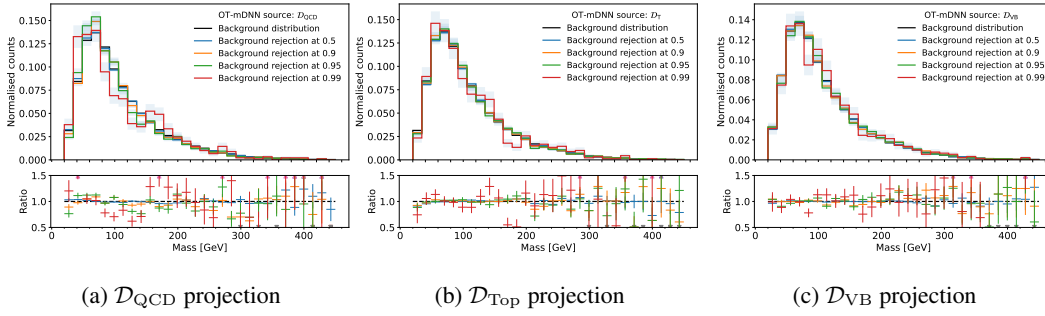 OT-mDNN source: D_QCD
Background distribution
Background rejection at 0.5
Background rejection at 0.9
Background rejection at 0.95
Background rejection at 0.99
Normalised counts
0.150
0.125
0.100
0.075
0.050
0.025
0.000
Ratio
1.5
1.0
0.5
0 100 200 300 400
Mass [GeV]
(a) D_QCD projection
OT-mDNN source: D_T
Background distribution
Background rejection at 0.5
Background rejection at 0.9
Background rejection at 0.95
Background rejection at 0.99
Normalised counts
0.150
0.125
0.100
0.075
0.050
0.025
0.000
Ratio
1.5
1.0
0.5
0 100 200 300 400
Mass [GeV]
(b) D_Top projection
OT-mDNN source: D_VB
Background distribution
Background rejection at 0.5
Background rejection at 0.9
Background rejection at 0.95
Background rejection at 0.99
Normalised counts
0.14
0.12
0.10
0.08
0.06
0.04
0.02
0.00
Ratio
1.5
1.0
0.5
0 100 200 300 400
Mass [GeV]
(c) D_VB projection